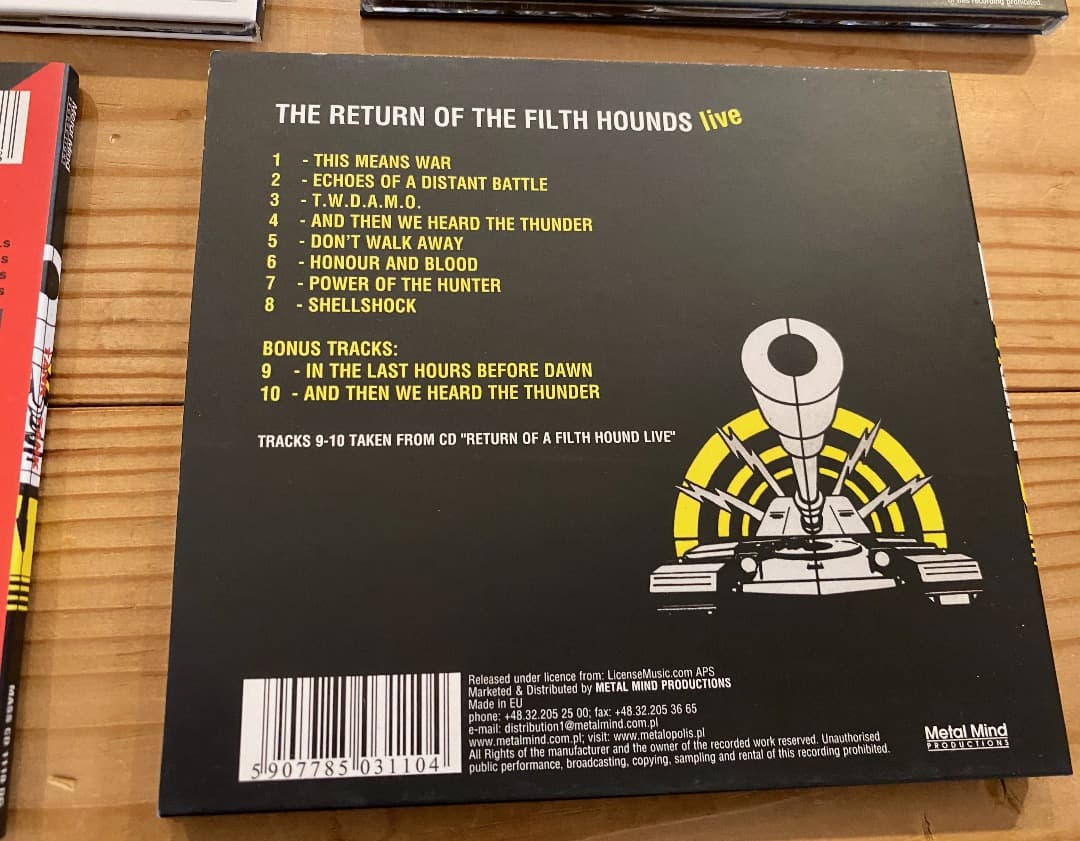 of this recording prohibited.
THE RETURN OF THE FILTH HOUNDS live
1 - THIS MEANS WAR
2 - ECHOES OF A DISTANT BATTLE
3 - T.W.D.A.M.O.
4 - AND THEN WE HEARD THE THUNDER
5 - DON'T WALK AWAY
6 - HONOUR AND BLOOD
7 - POWER OF THE HUNTER
8 - SHELLSHOCK
BONUS TRACKS:
9 - IN THE LAST HOURS BEFORE DAWN
10 - AND THEN WE HEARD THE THUNDER
TRACKS 9-10 TAKEN FROM CD "RETURN OF A FILTH HOUND LIVE"
Released under licence from: LicenseMusic.com APS
Marketed & Distributed by METAL MIND PRODUCTIONS
Made in EU
phone: +48.32.205 25 00; fax: +48.32.205 36 65
e-mail: distribution1@metalmind.com.pl
www.metalmind.com.pl; visit: www.metalopolis.pl
All Rights of the manufacturer and the owner of the recorded work reserved. Unauthorised
public performance, broadcasting, copying, sampling and rental of this recording prohibited.
5 907785 031104
Metal Mind
PRODUCTIONS
Metal Mind